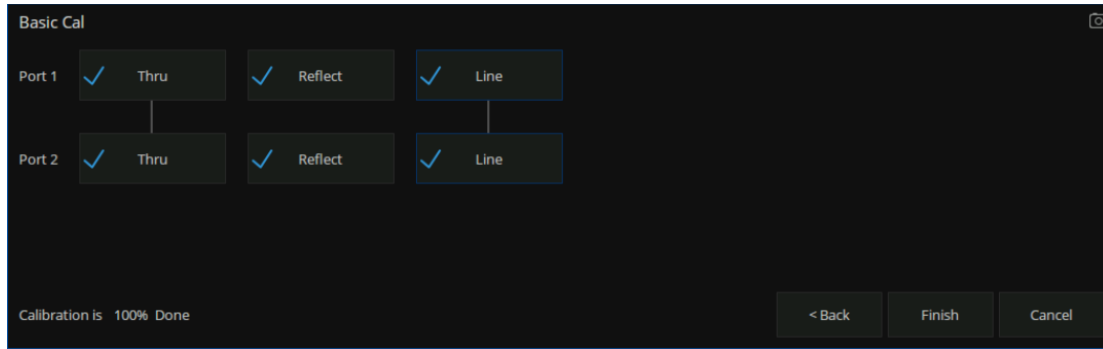 Basic Cal
Port 1 Thru Reflect Line
Port 2 Thru Reflect Line
Calibration is 100% Done < Back Finish Cancel